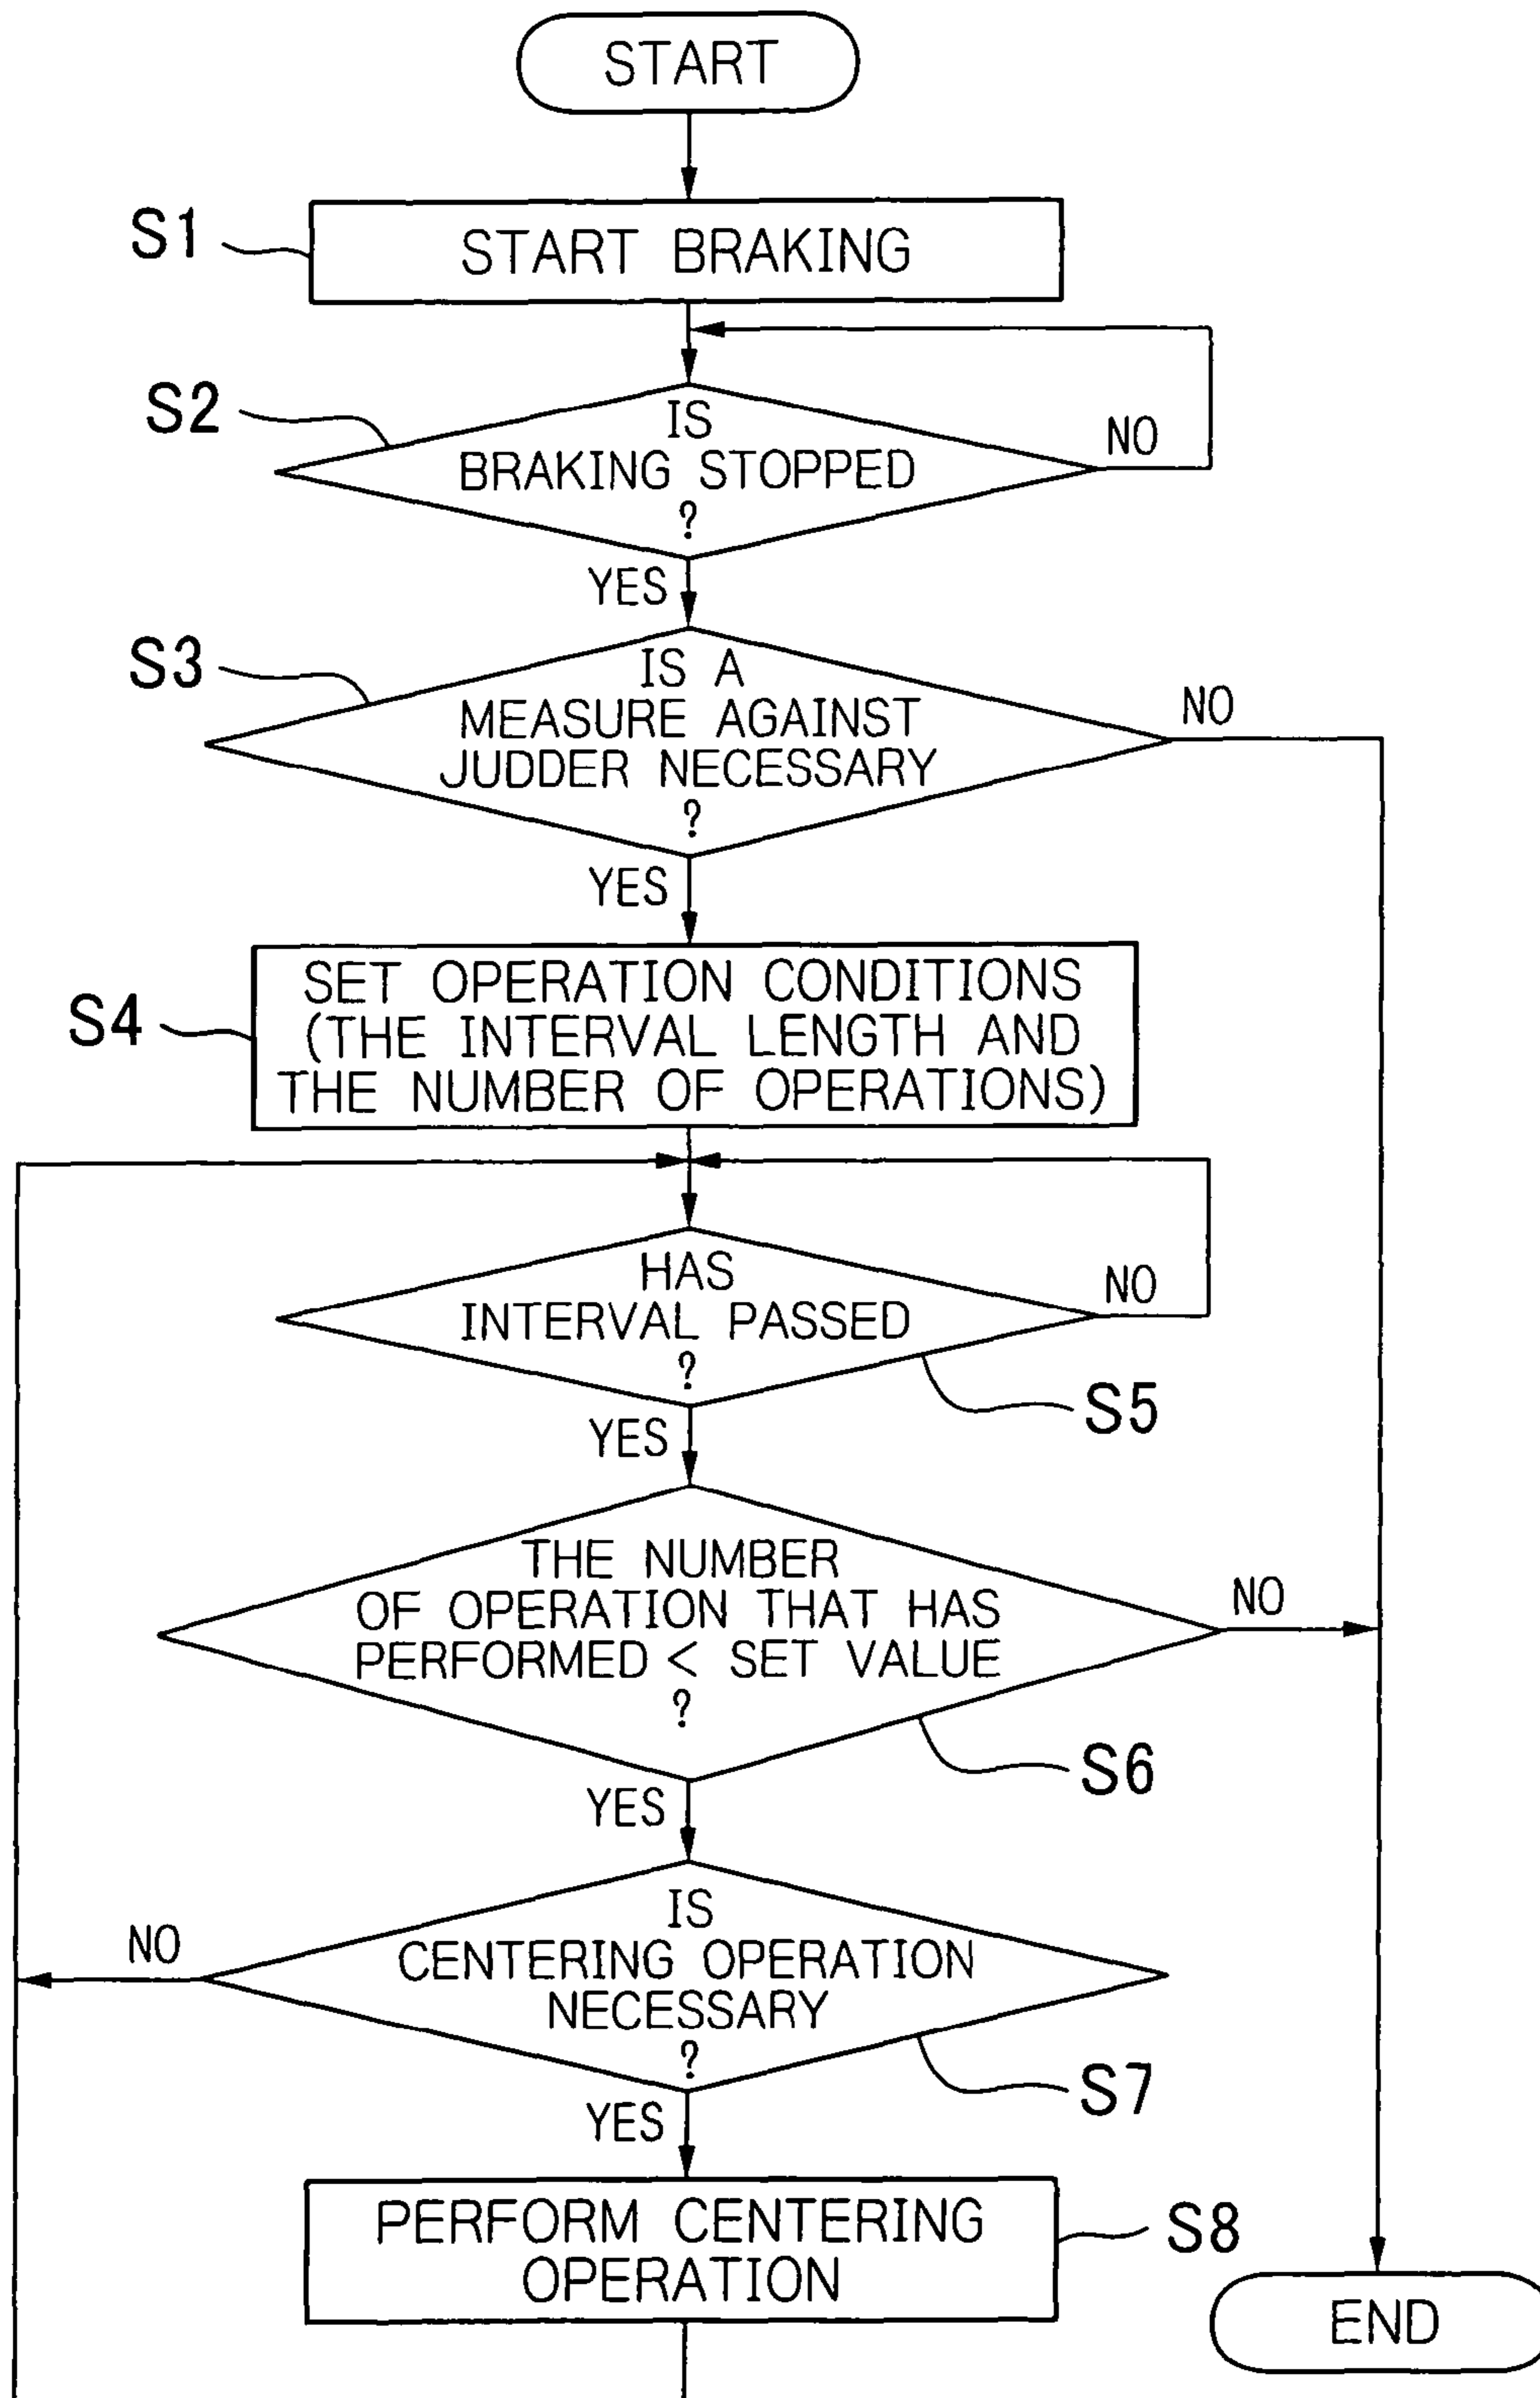 START
S1
START BRAKING
S2
IS
BRAKING STOPPED
?
NO
YES
S3
IS A
MEASURE AGAINST
JUDDER NECESSARY
?
NO
YES
S4
SET OPERATION CONDITIONS
(THE INTERVAL LENGTH AND
THE NUMBER OF OPERATIONS)
HAS
INTERVAL PASSED
?
NO
S5
YES
THE NUMBER
OF OPERATION THAT HAS
PERFORMED < SET VALUE
?
NO
S6
YES
IS
CENTERING OPERATION
NECESSARY
?
NO
S7
YES
PERFORM CENTERING
OPERATION
S8
END